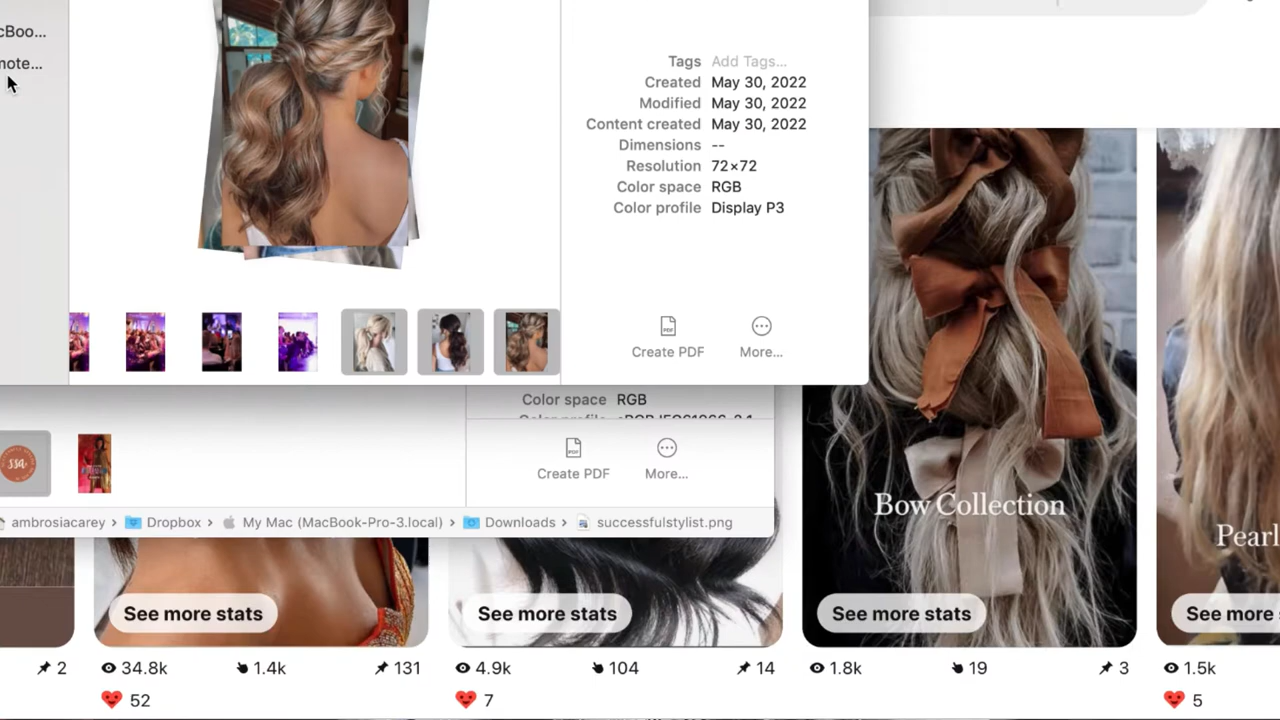 cBoo...
mote...
Tags Add Tags...
Created May 30, 2022
Modified May 30, 2022
Content created May 30, 2022
Dimensions --
Resolution 72×72
Color space RGB
Color profile Display P3
Create PDF
More...
Color space RGB
ssa
Create PDF
More...
ambrosiacarey > Dropbox > My Mac (MacBook-Pro-3.local) > Downloads > successfulstylist.png
Bow Collection
Pearl
See more stats
See more stats
See more stats
See more
2
34.8k 1.4k 131
4.9k 104 14
1.8k 19 3
1.5k
52
7
5